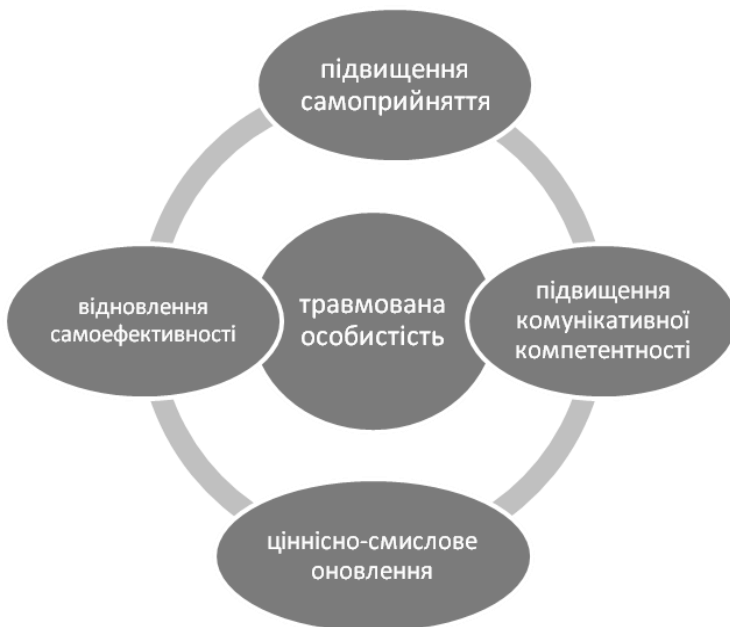 підвищення
самоприйняття
відновлення
самоефективності
травмована
особистість
підвищення
комунікативної
компетентності
ціннісно-смислове
оновлення